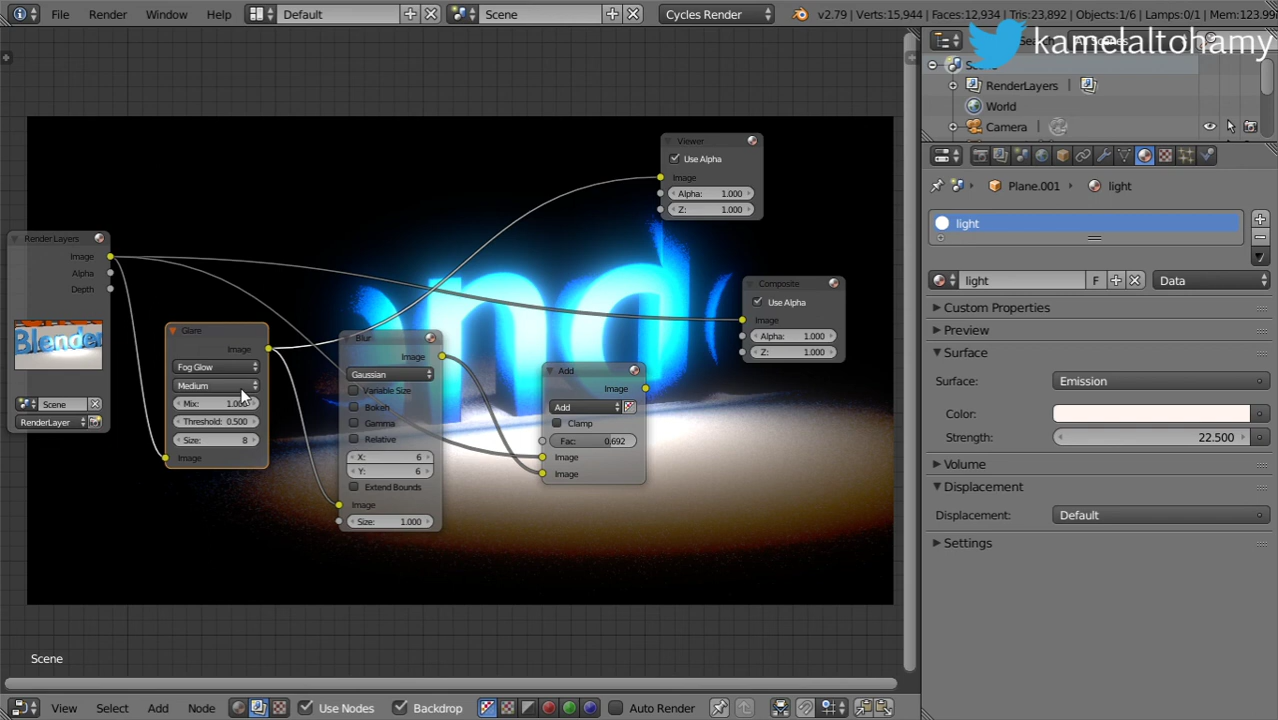 File Render Window Help Default Scene Cycles Render v2.79 | Verts:15,944 | Faces:12,934 | Tris:23,892 | Objects:1/6 | Lamps:0/1 | Mem:123.99
kamelaltohamy
RenderLayers
World
Camera
Plane.001 light
light
light F Data
Custom Properties
Preview
Surface
Surface: Emission
Color:
Strength: 22.500
Volume
Displacement
Displacement: Default
Settings
Viewer
Use Alpha
Image
Alpha: 1.000
Z: 1.000
Render Layers
Image
Alpha
Depth
Blender
Scene
RenderLayer
Glare
Image
Fog Glow
Medium
Mix:
Threshold: 0.500
Size: 8
Image
Blur
Image
Gaussian
Variable Size
Bokeh
Gamma
Relative
X: 6
Y: 6
Extend Bounds
Image
Size: 1.000
Add
Image
Add
Clamp
Fac: 0.692
Image
Image
Composite
Use Alpha
Image
Alpha: 1.000
Z: 1.000
Scene
View Select Add Node Use Nodes Backdrop Auto Render